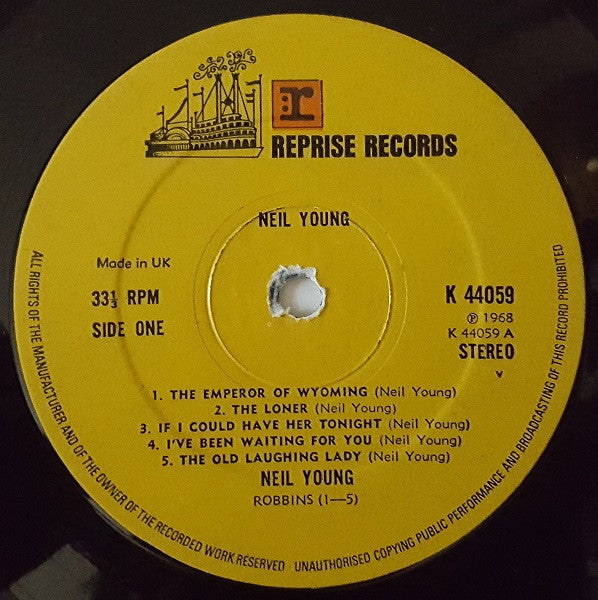 r
REPRISE RECORDS
NEIL YOUNG
Made in UK
33⅓ RPM
SIDE ONE
K 44059
℗ 1968
K 44059 A
STEREO
v
1. THE EMPEROR OF WYOMING (Neil Young)
2. THE LONER (Neil Young)
3. IF I COULD HAVE HER TONIGHT (Neil Young)
4. I'VE BEEN WAITING FOR YOU (Neil Young)
5. THE OLD LAUGHING LADY (Neil Young)
NEIL YOUNG
ROBBINS (1—5)
ALL RIGHTS OF THE MANUFACTURER AND OF THE OWNER OF THE RECORDED WORK RESERVED UNAUTHORISED COPYING PUBLIC PERFORMANCE AND BROADCASTING OF THIS RECORD PROHIBITED